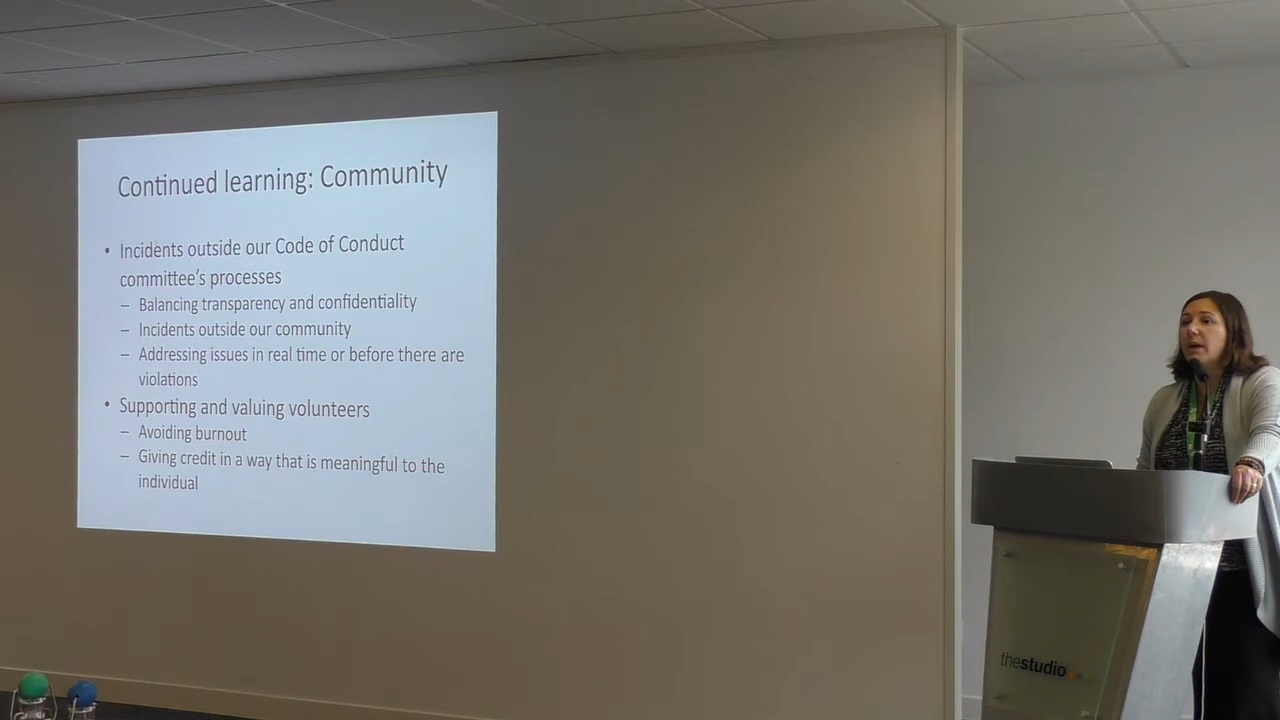 Continued learning: Community
• Incidents outside our Code of Conduct
committee's processes
– Balancing transparency and confidentiality
– Incidents outside our community
– Addressing issues in real time or before there are
violations
• Supporting and valuing volunteers
– Avoiding burnout
– Giving credit in a way that is meaningful to the
individual
thestudio